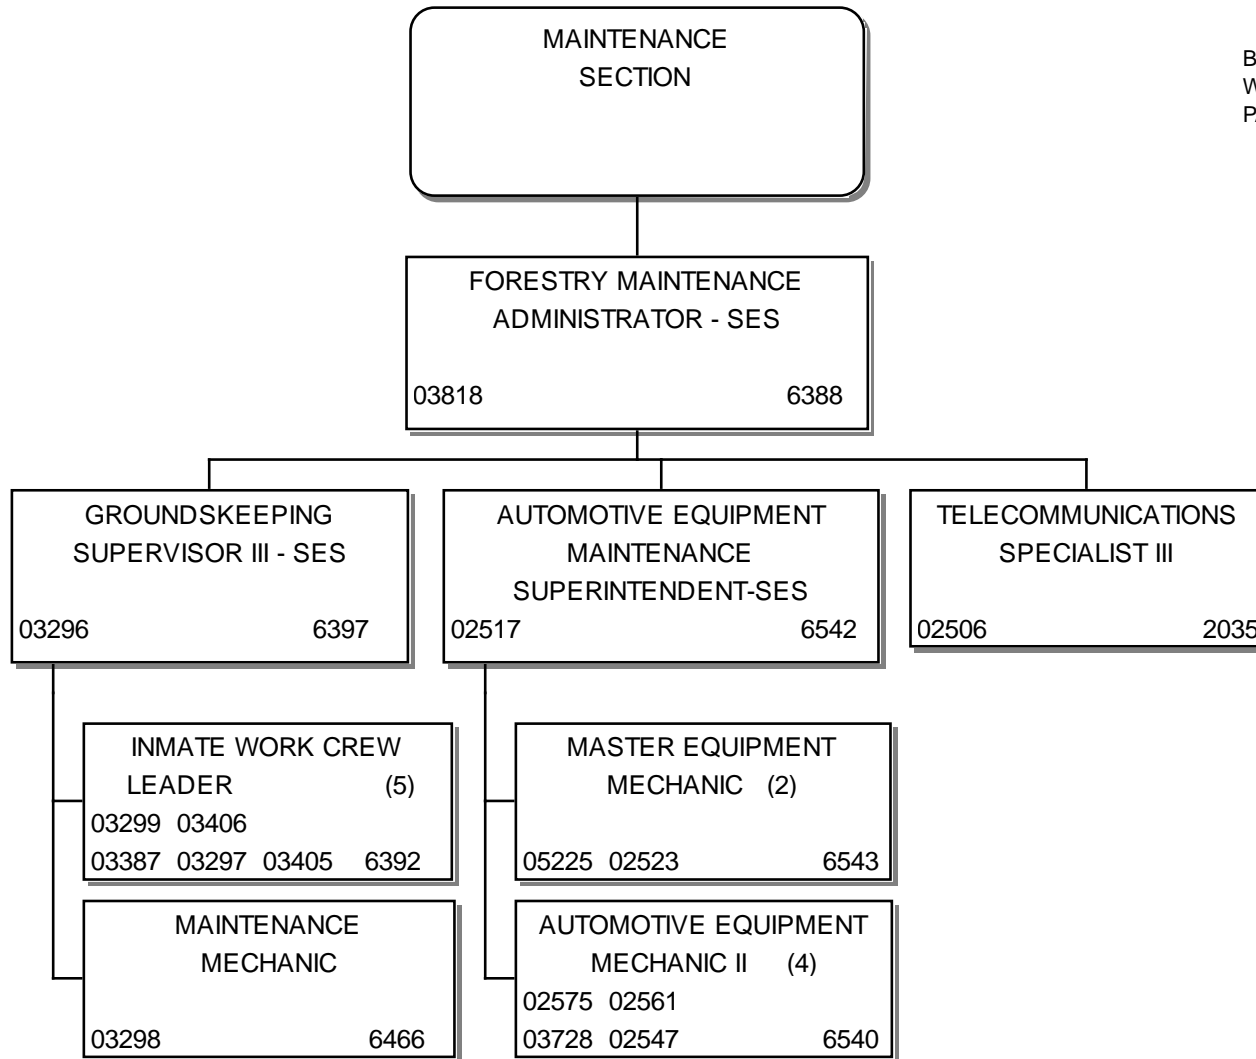 MAINTENANCE
SECTION
FORESTRY MAINTENANCE
ADMINISTRATOR - SES
03818 6388
GROUNDSKEEPING
SUPERVISOR III - SES
03296 6397
AUTOMOTIVE EQUIPMENT
MAINTENANCE
SUPERINTENDENT-SES
02517 6542
TELECOMMUNICATIONS
SPECIALIST III
02506 2035
INMATE WORK CREW
LEADER (5)
03299 03406
03387 03297 03405 6392
MASTER EQUIPMENT
MECHANIC (2)
05225 02523 6543
MAINTENANCE
MECHANIC
03298 6466
AUTOMOTIVE EQUIPMENT
MECHANIC II (4)
02575 02561
03728 02547 6540